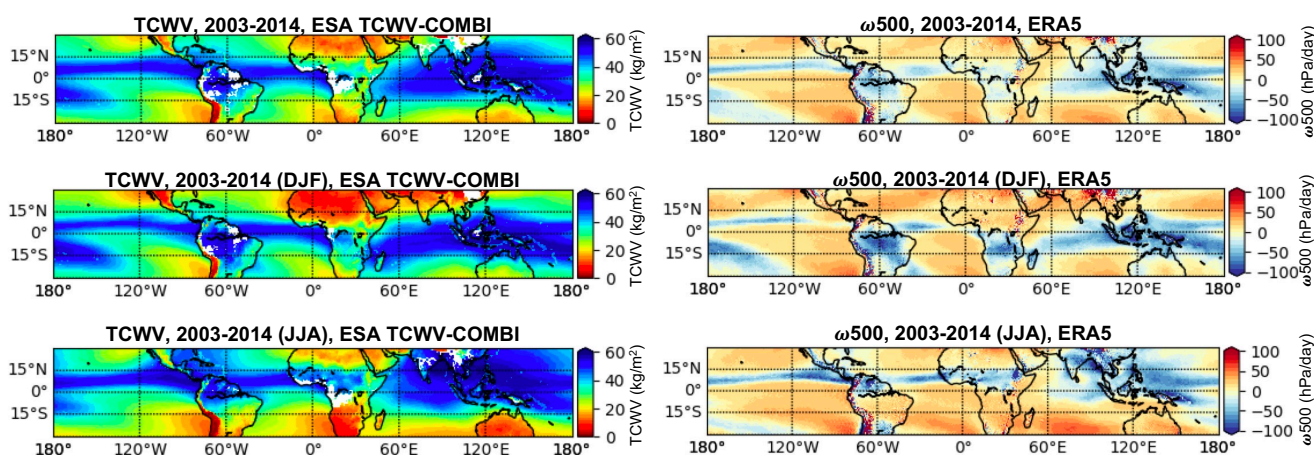 TCWV, 2003-2014, ESA TCWV-COMBI
15°N
0°
15°S
180° 120°W 60°W 0° 60°E 120°E 180°
60
40
20
0
TCWV (kg/m²)
ω500, 2003-2014, ERA5
15°N
0°
15°S
180° 120°W 60°W 0° 60°E 120°E 180°
100
50
0
−50
−100
ω500 (hPa/day)
TCWV, 2003-2014 (DJF), ESA TCWV-COMBI
15°N
0°
15°S
180° 120°W 60°W 0° 60°E 120°E 180°
60
40
20
0
TCWV (kg/m²)
ω500, 2003-2014 (DJF), ERA5
15°N
0°
15°S
180° 120°W 60°W 0° 60°E 120°E 180°
100
50
0
−50
−100
ω500 (hPa/day)
TCWV, 2003-2014 (JJA), ESA TCWV-COMBI
15°N
0°
15°S
180° 120°W 60°W 0° 60°E 120°E 180°
60
40
20
0
TCWV (kg/m²)
ω500, 2003-2014 (JJA), ERA5
15°N
0°
15°S
180° 120°W 60°W 0° 60°E 120°E 180°
100
50
0
−50
−100
ω500 (hPa/day)